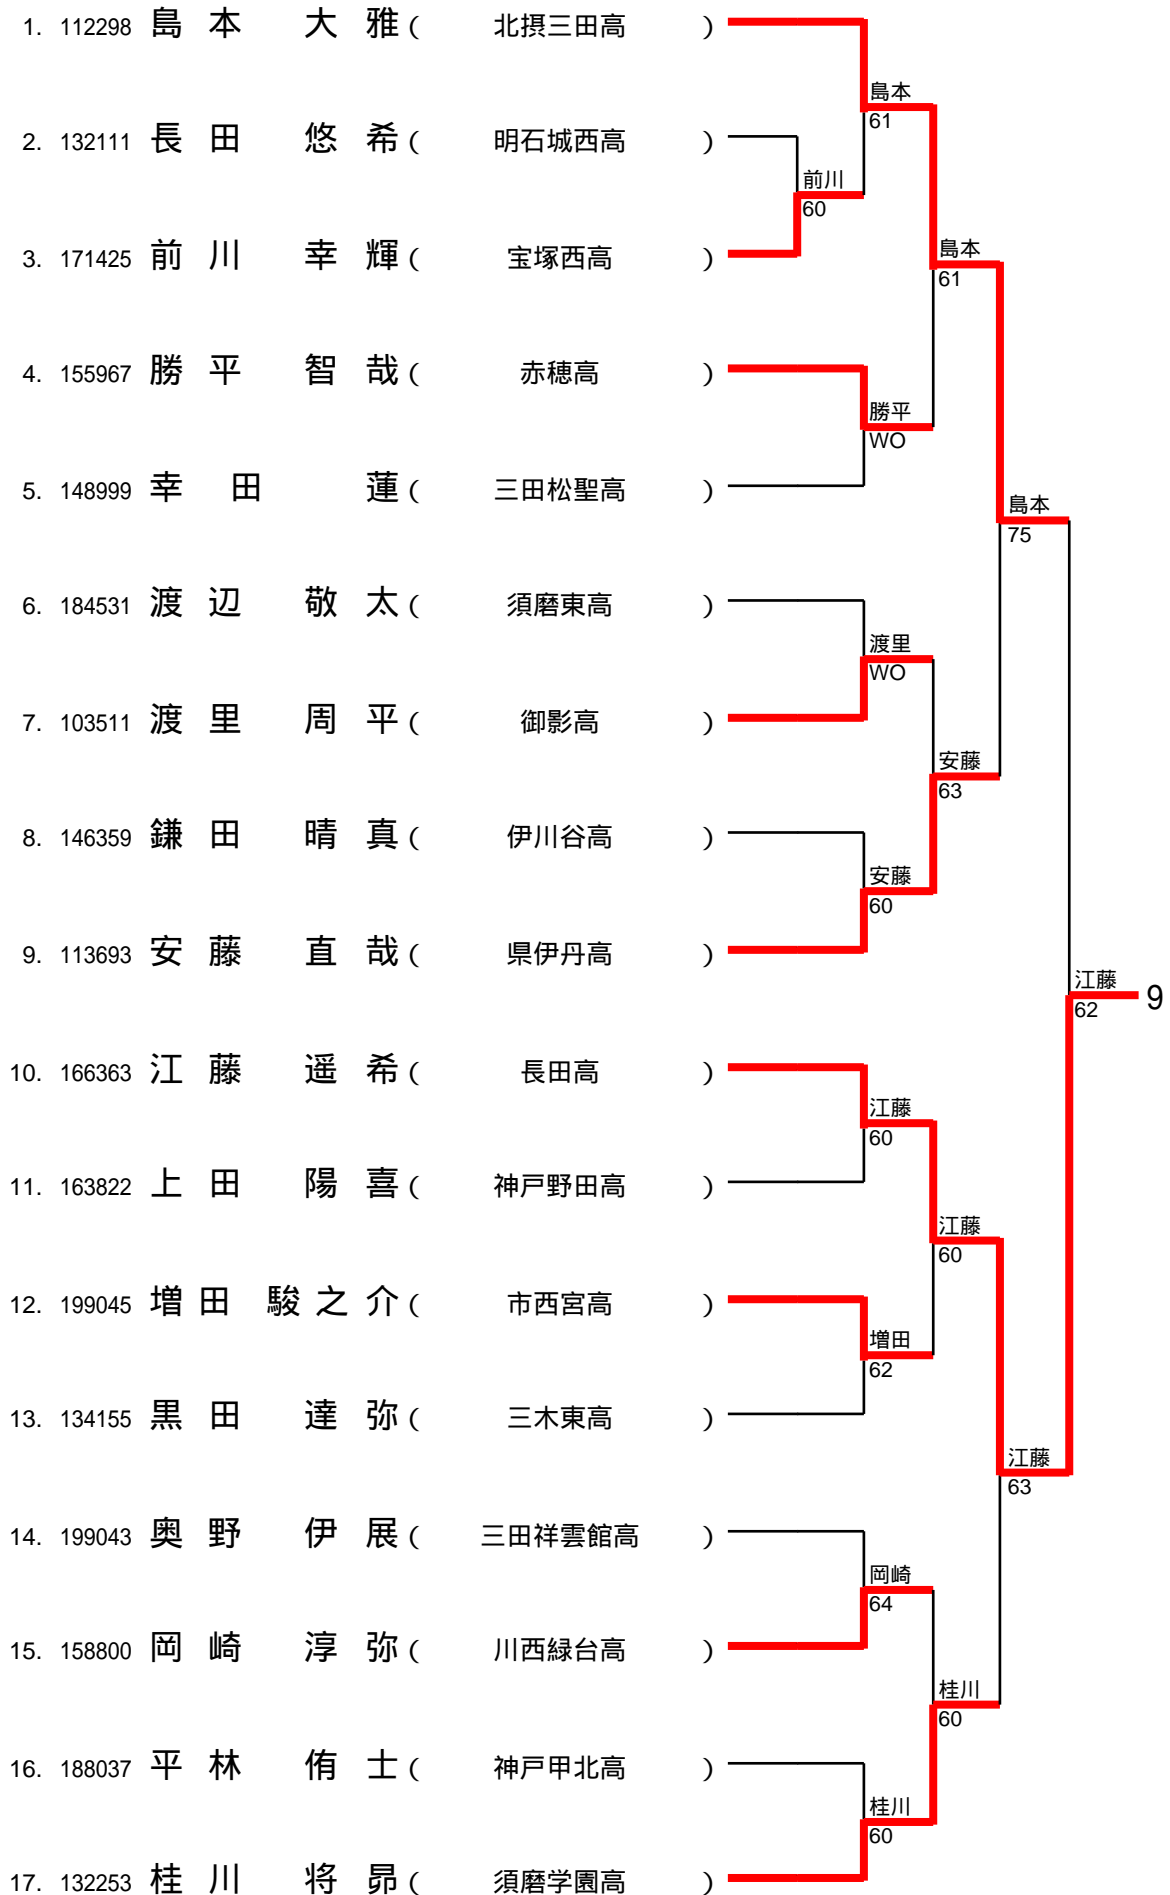 1. 112298 島本 大雅 ( 北摂三田高 )
島本
61
2. 132111 長田 悠希 ( 明石城西高 )
前川
60
3. 171425 前川 幸輝 ( 宝塚西高 )
島本
61
4. 155967 勝平 智哉 ( 赤穂高 )
勝平
WO
5. 148999 幸田 蓮 ( 三田松聖高 )
島本
75
6. 184531 渡辺 敬太 ( 須磨東高 )
渡里
WO
7. 103511 渡里 周平 ( 御影高 )
安藤
63
8. 146359 鎌田 晴真 ( 伊川谷高 )
安藤
60
9. 113693 安藤 直哉 ( 県伊丹高 )
江藤
62
9
10. 166363 江藤 遥希 ( 長田高 )
江藤
60
11. 163822 上田 陽喜 ( 神戸野田高 )
江藤
60
12. 199045 増田 駿之介 ( 市西宮高 )
増田
62
13. 134155 黒田 達弥 ( 三木東高 )
江藤
63
14. 199043 奥野 伊展 ( 三田祥雲館高 )
岡崎
64
15. 158800 岡崎 淳弥 ( 川西緑台高 )
桂川
60
16. 188037 平林 侑士 ( 神戸甲北高 )
桂川
60
17. 132253 桂川 将昴 ( 須磨学園高 )